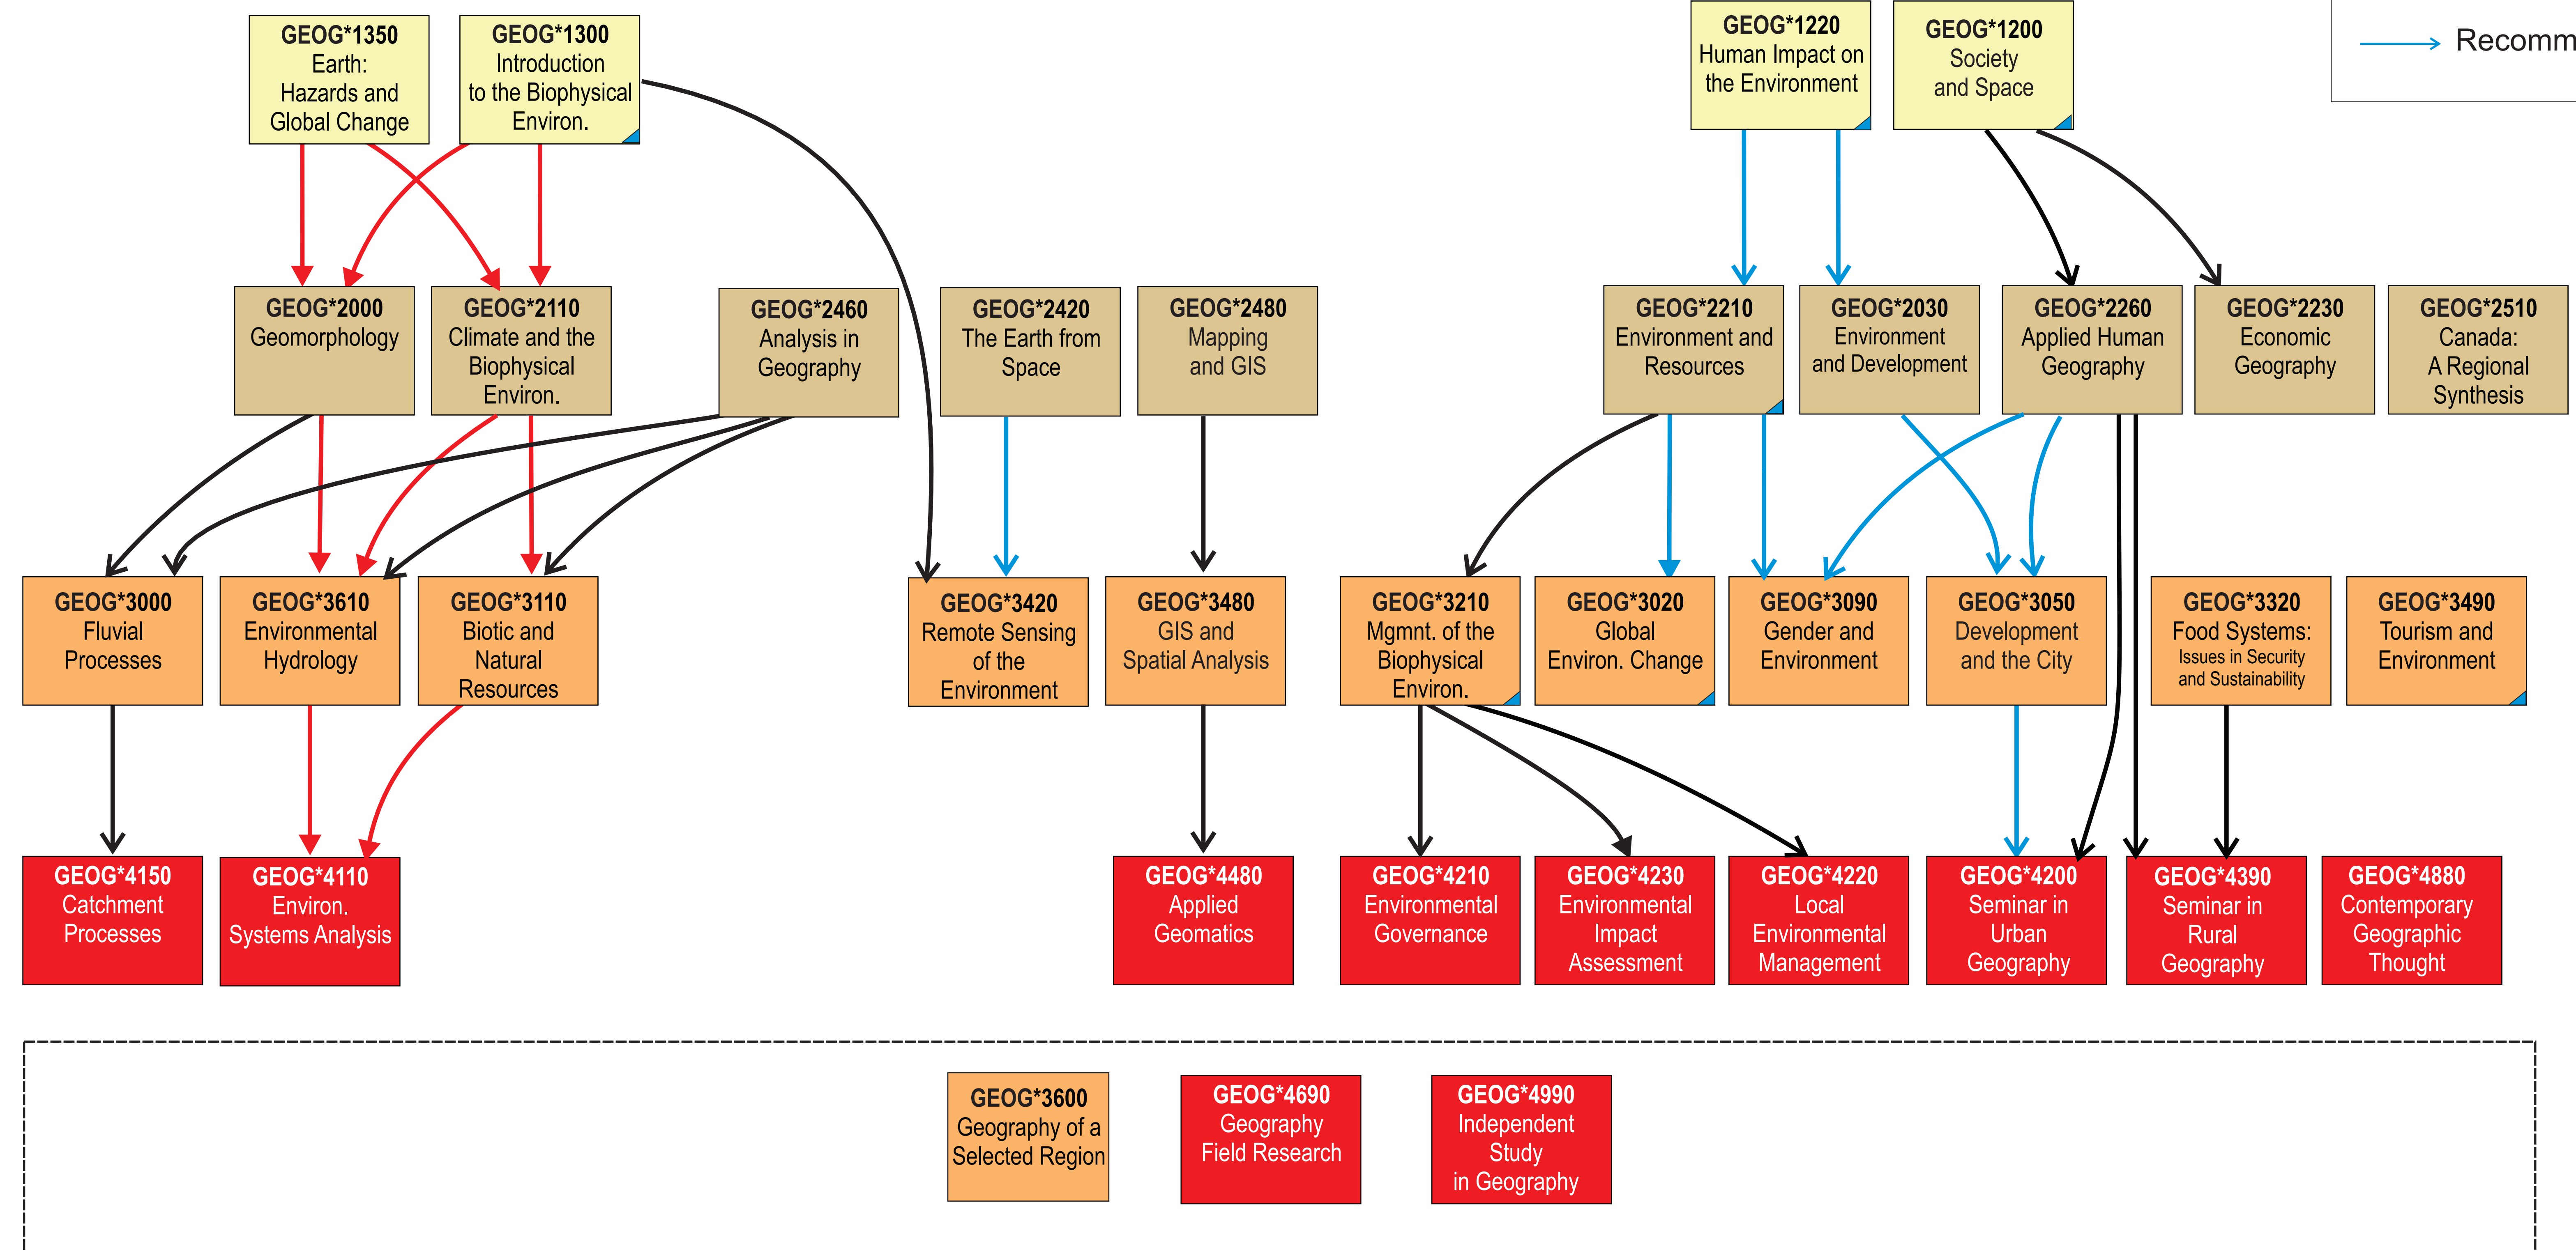 GEOG*1350
Earth:
Hazards and
Global Change
GEOG*1300
Introduction
to the Biophysical
Environ.
GEOG*1220
Human Impact on
the Environment
GEOG*1200
Society
and Space
Recomm
GEOG*2000
Geomorphology
GEOG*2110
Climate and the
Biophysical
Environ.
GEOG*2460
Analysis in
Geography
GEOG*2420
The Earth from
Space
GEOG*2480
Mapping
and GIS
GEOG*2210
Environment and
Resources
GEOG*2030
Environment
and Development
GEOG*2260
Applied Human
Geography
GEOG*2230
Economic
Geography
GEOG*2510
Canada:
A Regional
Synthesis
GEOG*3000
Fluvial
Processes
GEOG*3610
Environmental
Hydrology
GEOG*3110
Biotic and
Natural
Resources
GEOG*3420
Remote Sensing
of the
Environment
GEOG*3480
GIS and
Spatial Analysis
GEOG*3210
Mgmnt. of the
Biophysical
Environ.
GEOG*3020
Global
Environ. Change
GEOG*3090
Gender and
Environment
GEOG*3050
Development
and the City
GEOG*3320
Food Systems:
Issues in Security
and Sustainability
GEOG*3490
Tourism and
Environment
GEOG*4150
Catchment
Processes
GEOG*4110
Environ.
Systems Analysis
GEOG*4480
Applied
Geomatics
GEOG*4210
Environmental
Governance
GEOG*4230
Environmental
Impact
Assessment
GEOG*4220
Local
Environmental
Management
GEOG*4200
Seminar in
Urban
Geography
GEOG*4390
Seminar in
Rural
Geography
GEOG*4880
Contemporary
Geographic
Thought
GEOG*3600
Geography of a
Selected Region
GEOG*4690
Geography
Field Research
GEOG*4990
Independent
Study
in Geography